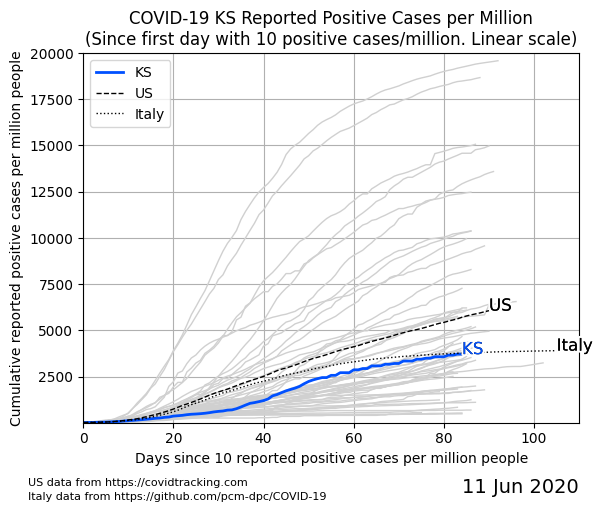 COVID-19 KS Reported Positive Cases per Million
(Since first day with 10 positive cases/million. Linear scale)
Cumulative reported positive cases per million people
20000
17500
15000
12500
10000
7500
5000
2500
KS
US
Italy
US
KS
Italy
0 20 40 60 80 100
Days since 10 reported positive cases per million people
US data from https://covidtracking.com
Italy data from https://github.com/pcm-dpc/COVID-19
11 Jun 2020